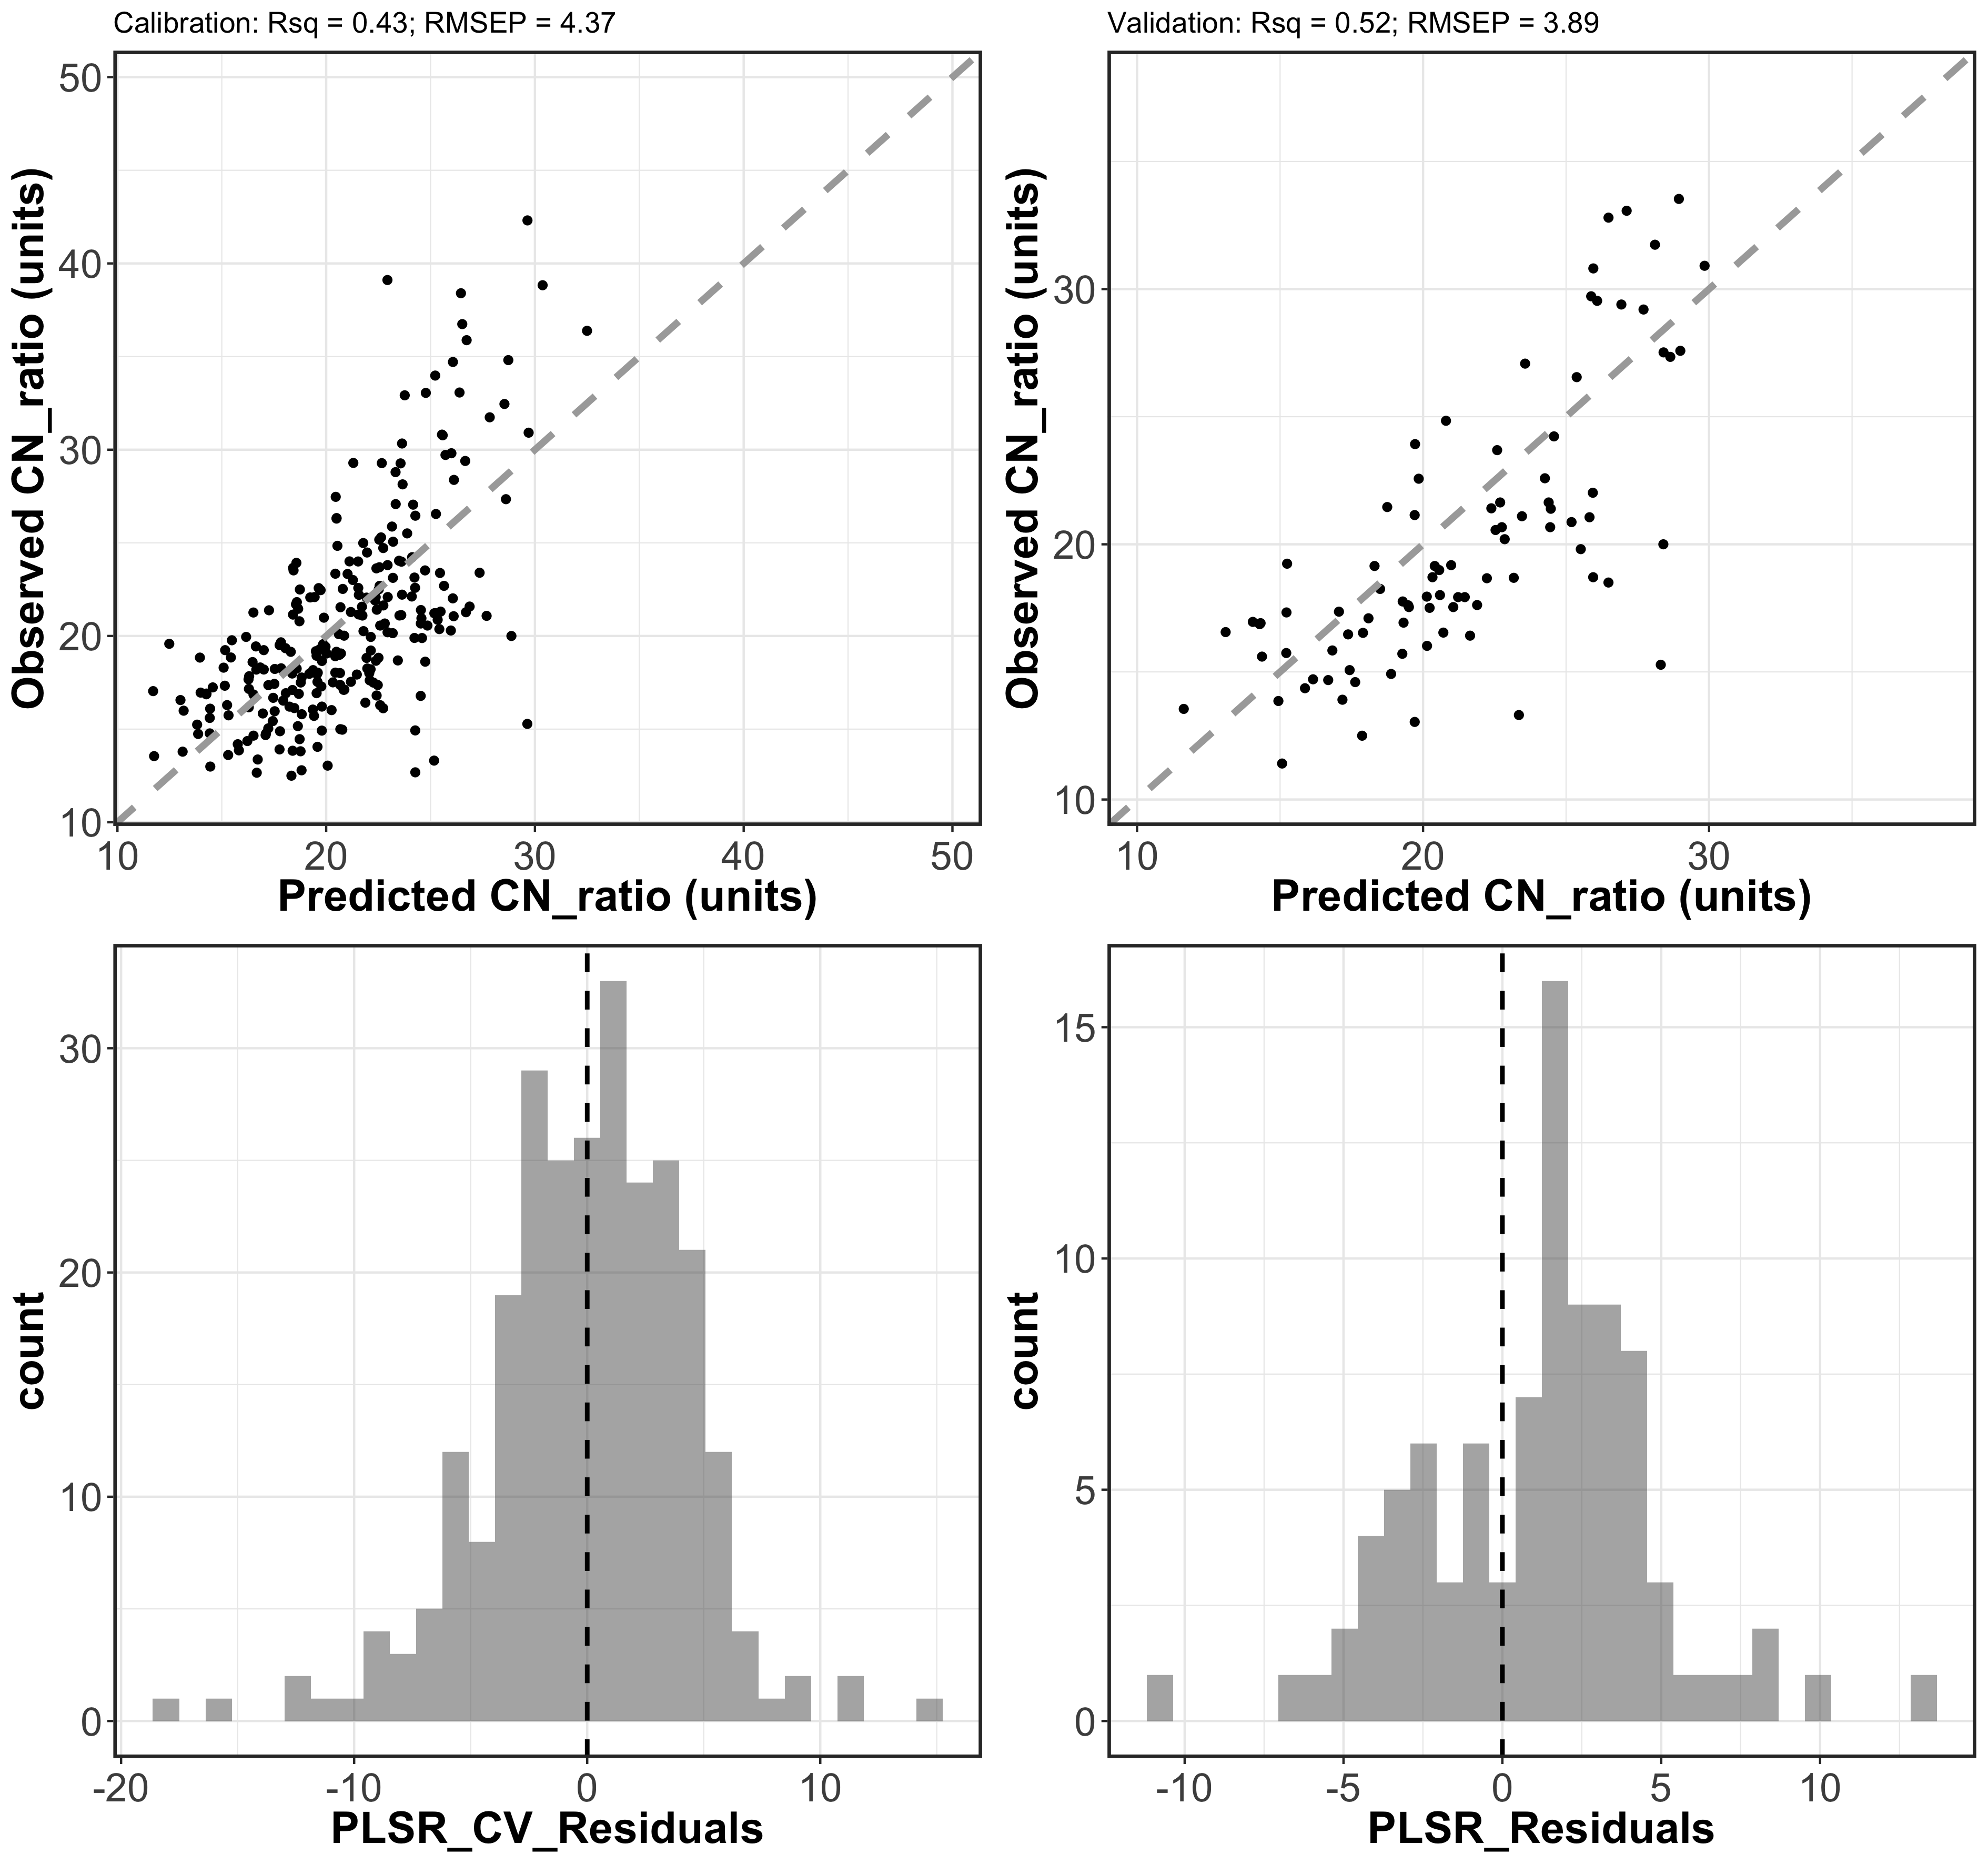 Calibration: Rsq = 0.43; RMSEP = 4.37
Observed CN_ratio (units)
50
40
30
20
10
10 20 30 40 50
Predicted CN_ratio (units)
Validation: Rsq = 0.52; RMSEP = 3.89
Observed CN_ratio (units)
30
20
10
10 20 30
Predicted CN_ratio (units)
count
30
20
10
0
-20 -10 0 10
PLSR_CV_Residuals
count
15
10
5
0
-10 -5 0 5 10
PLSR_Residuals